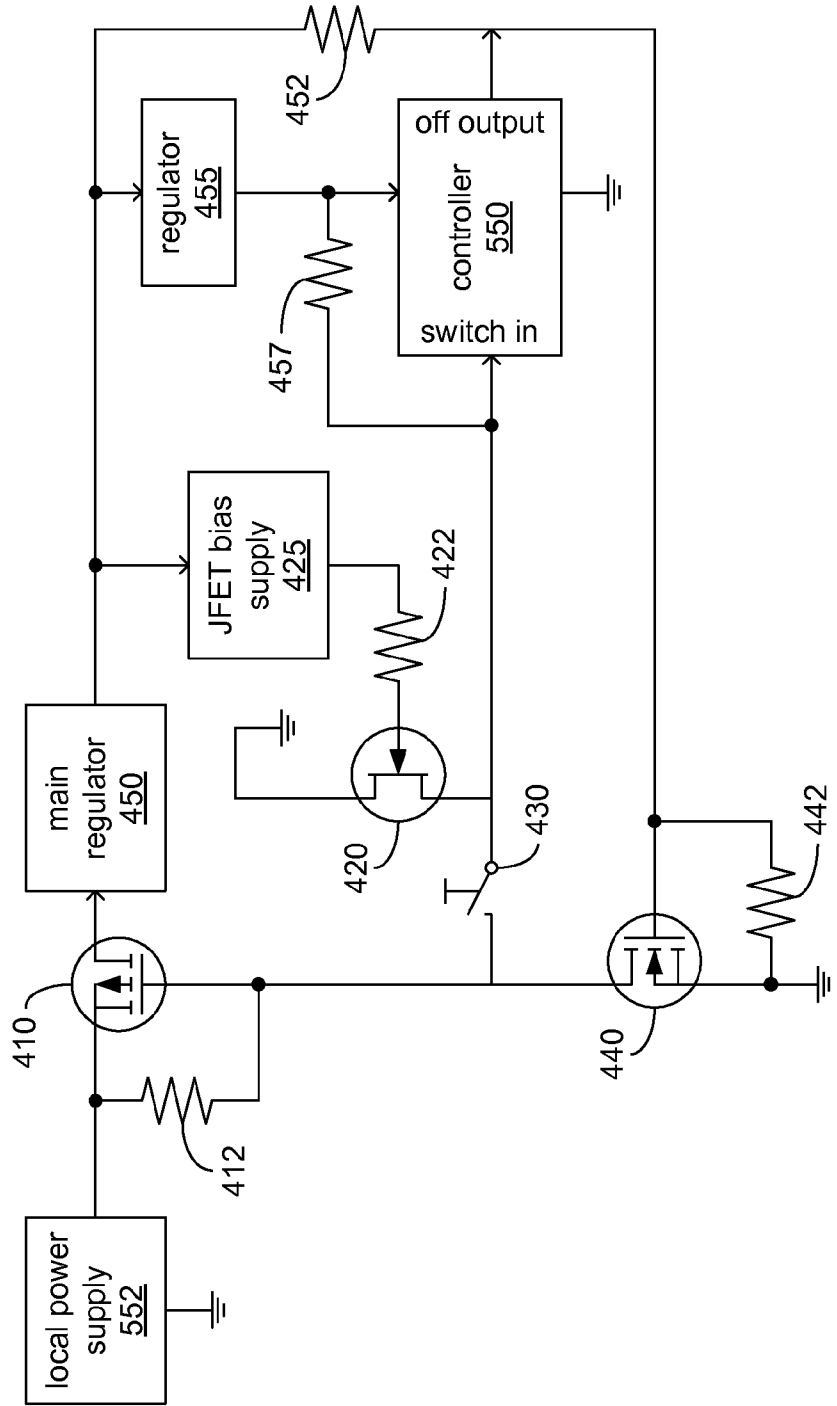 local power
supply
552
412
410
main
regulator
450
JFET bias
supply
425
422
420
430
440
442
regulator
455
457
452
controller
550
switch in
off output